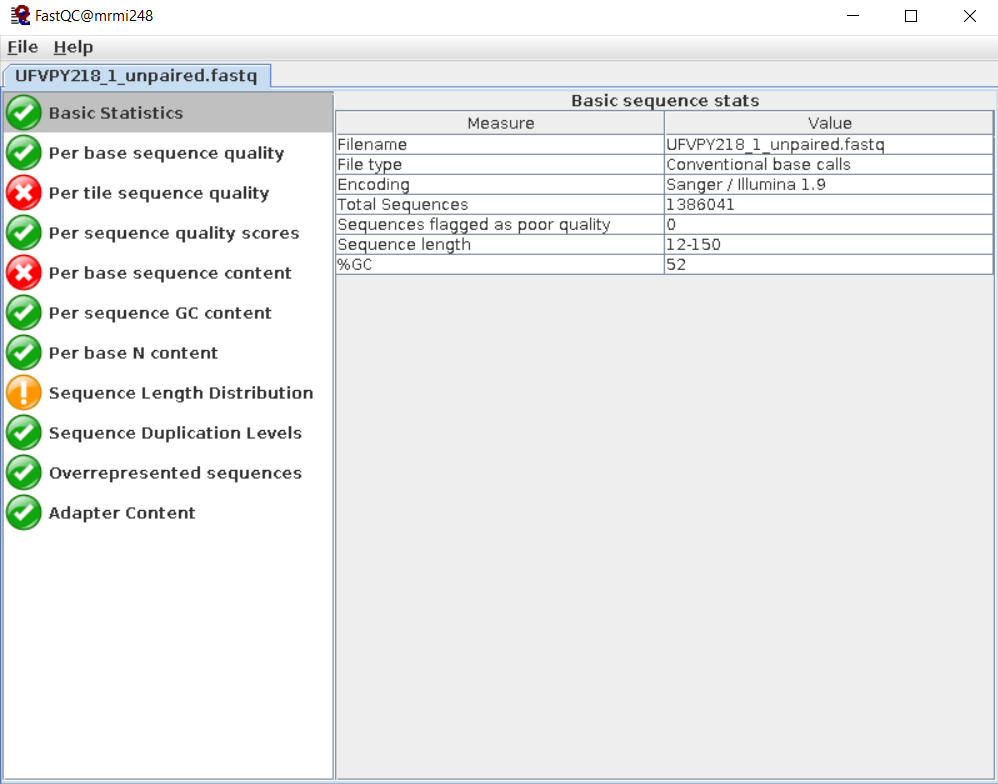 FastQC@mrmi248
File Help
UFVPY218_1_unpaired.fastq
Basic Statistics
Per base sequence quality
Per tile sequence quality
Per sequence quality scores
Per base sequence content
Per sequence GC content
Per base N content
Sequence Length Distribution
Sequence Duplication Levels
Overrepresented sequences
Adapter Content
Basic sequence stats
Measure Value
Filename UFVPY218_1_unpaired.fastq
File type Conventional base calls
Encoding Sanger / Illumina 1.9
Total Sequences 1386041
Sequences flagged as poor quality 0
Sequence length 12-150
%GC 52